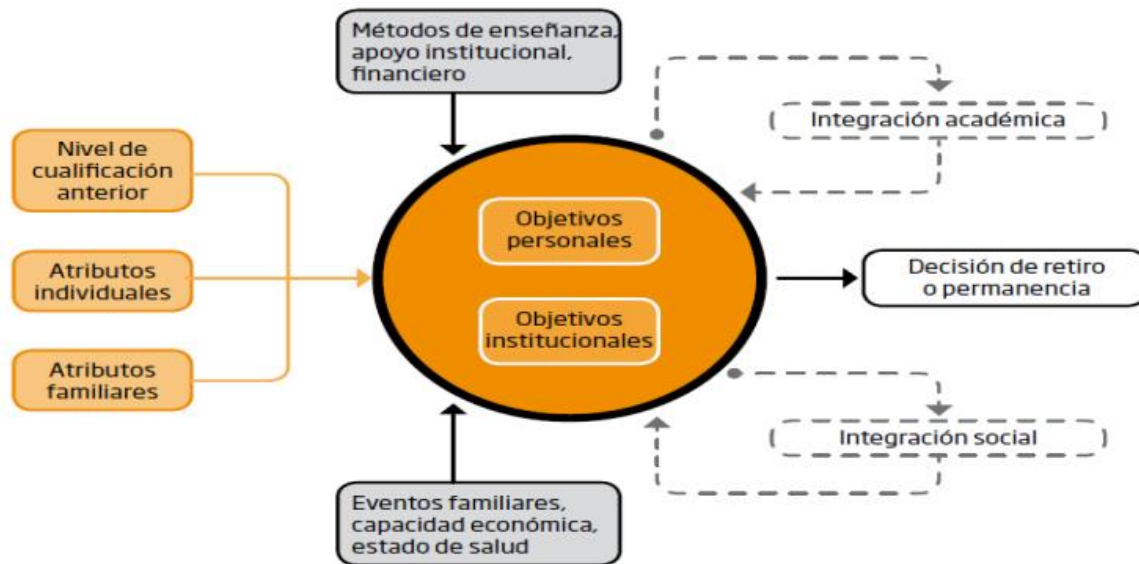 Métodos de enseñanza,
apoyo institucional,
financiero
Integración académica
Nivel de
cualificación
anterior
Objetivos
personales
Atributos
individuales
Decisión de retiro
o permanencia
Objetivos
institucionales
Atributos
familiares
Integración social
Eventos familiares,
capacidad económica,
estado de salud